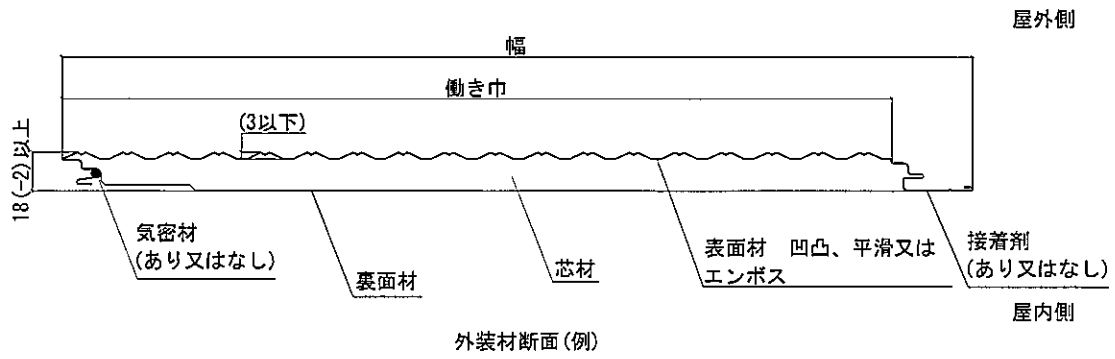 屋外側
幅
働き巾
(3以下)
18(-2)以上
気密材
(あり又はなし)
裏面材
芯材
表面材 凹凸、平滑又は
エンボス
接着剤
(あり又はなし)
屋内側
外装材断面(例)